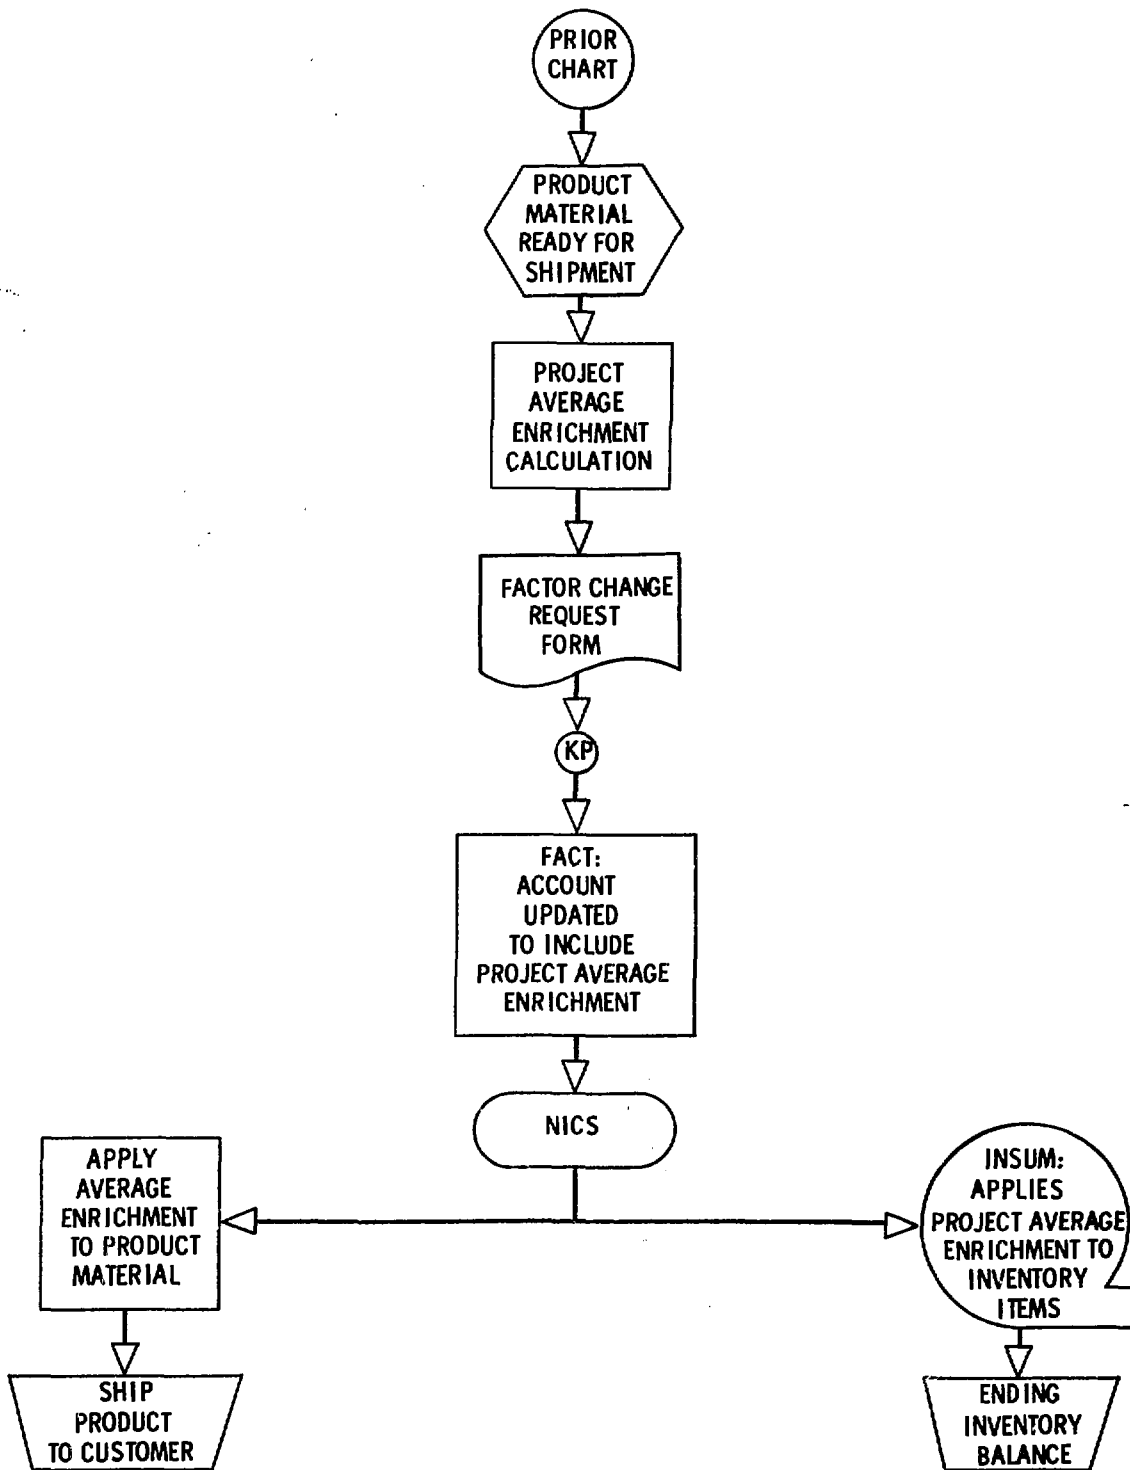 PRIOR
CHART
PRODUCT
MATERIAL
READY FOR
SHIPMENT
PROJECT
AVERAGE
ENRICHMENT
CALCULATION
FACTOR CHANGE
REQUEST
FORM
KP
FACT:
ACCOUNT
UPDATED
TO INCLUDE
PROJECT AVERAGE
ENRICHMENT
NICS
APPLY
AVERAGE
ENRICHMENT
TO PRODUCT
MATERIAL
SHIP
PRODUCT
TO CUSTOMER
INSUM:
APPLIES
PROJECT AVERAGE
ENRICHMENT TO
INVENTORY
ITEMS
ENDING
INVENTORY
BALANCE